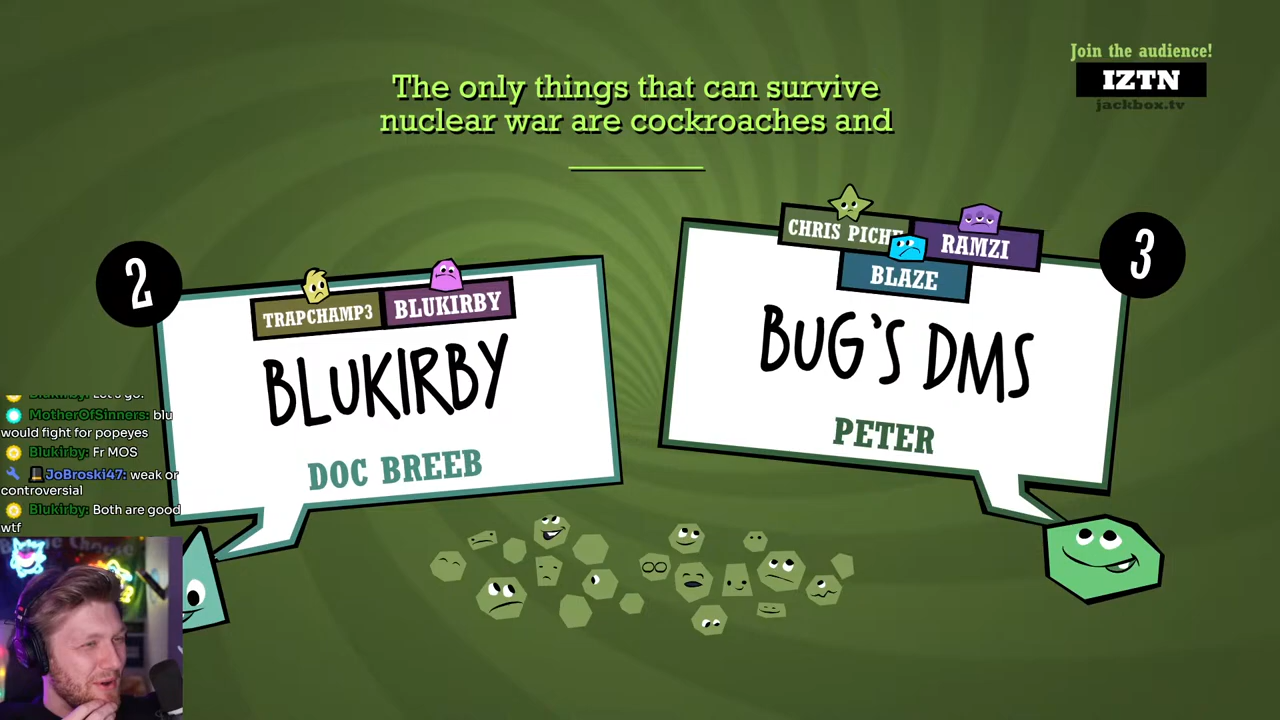 The only things that can survive
nuclear war are cockroaches and
Join the audience!
IZTN
jackbox.tv
2
TRAPCHAMP3
BLUKIRBY
BLUKIRBY
DOC BREEB
CHRIS PICHE
RAMZI
BLAZE
3
BUG'S DMS
PETER
MotherOfSinners: blu
would fight for popeyes
Blukirby: Fr MOS
JoBroski47: weak or
controversial
Blukirby: Both are good
wtf